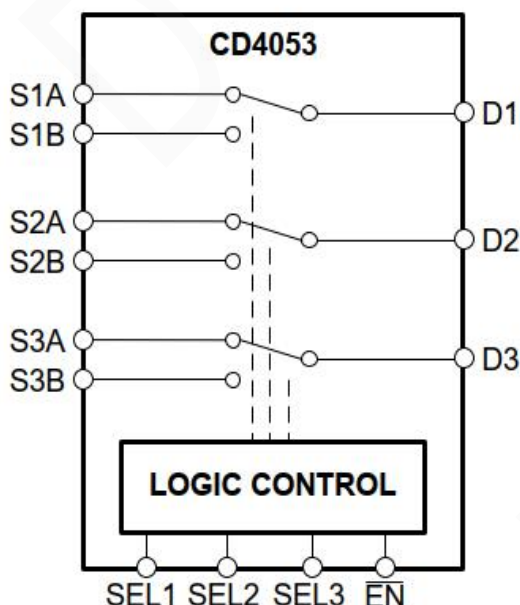 CD4053
S1A
D1
S1B
S2A
D2
S2B
S3A
D3
S3B
LOGIC CONTROL
SEL1 SEL2 SEL3 EN